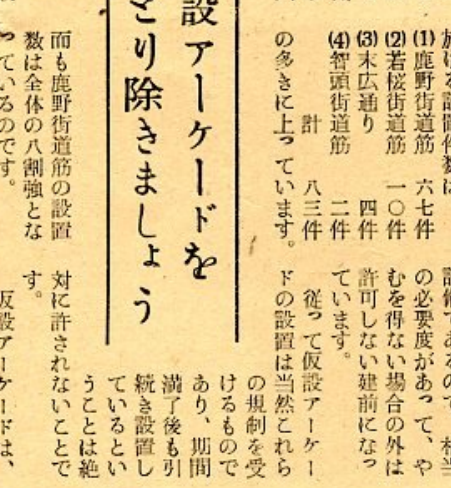 於ける設置件数は
(1)鹿野街道筋　六七件
(2)若桜街道筋　一〇件
(3)末広通り　　四件
(4)智頭街道筋　二件
計　八三件
の多きに上っています。
設アーケードを
とり除きましょう
而も鹿野街道筋の設置
数は全体の八割強とな
っているのです。
の必要度があって、や
むを得ない場合の外は
許可しない建前になっ
ています。
従って仮設アーケー
ドの設置は当然これら
の規制を受
けるもので
あり、期間
満了後も引
続き設置し
ているとい
うことは絶
対に許されないことで
す。
仮設アーケードは、